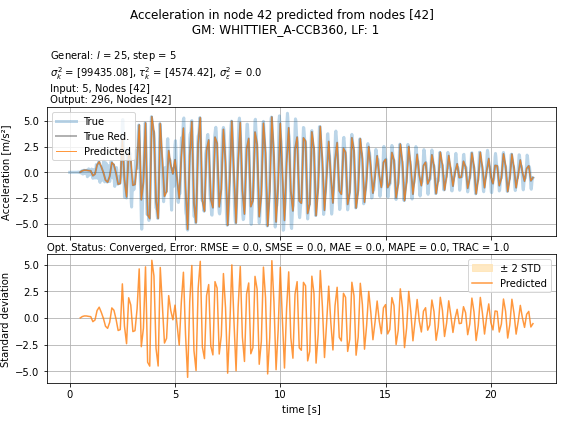 Acceleration in node 42 predicted from nodes [42]
GM: WHITTIER_A-CCB360, LF: 1
General: l = 25, step = 5
σ²ₖ = [99435.08], τ²ₖ = [4574.42], σ²ε = 0.0
Input: 5, Nodes [42]
Output: 296, Nodes [42]
Acceleration [m/s²]
5.0
2.5
0.0
−2.5
−5.0
True
True Red.
Predicted
Opt. Status: Converged, Error: RMSE = 0.0, SMSE = 0.0, MAE = 0.0, MAPE = 0.0, TRAC = 1.0
Standard deviation
5.0
2.5
0.0
−2.5
−5.0
± 2 STD
Predicted
0 5 10 15 20
time [s]